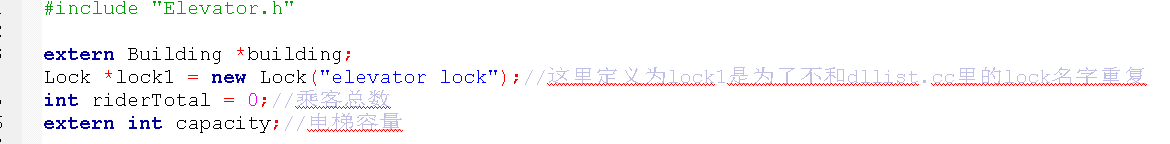 #include "Elevator.h"
extern Building *building;
Lock *lock1 = new Lock("elevator lock");//这里定义为lock1是为了不和dllist.cc里的lock名字重复
int riderTotal = 0;//乘客总数
extern int capacity;//电梯容量